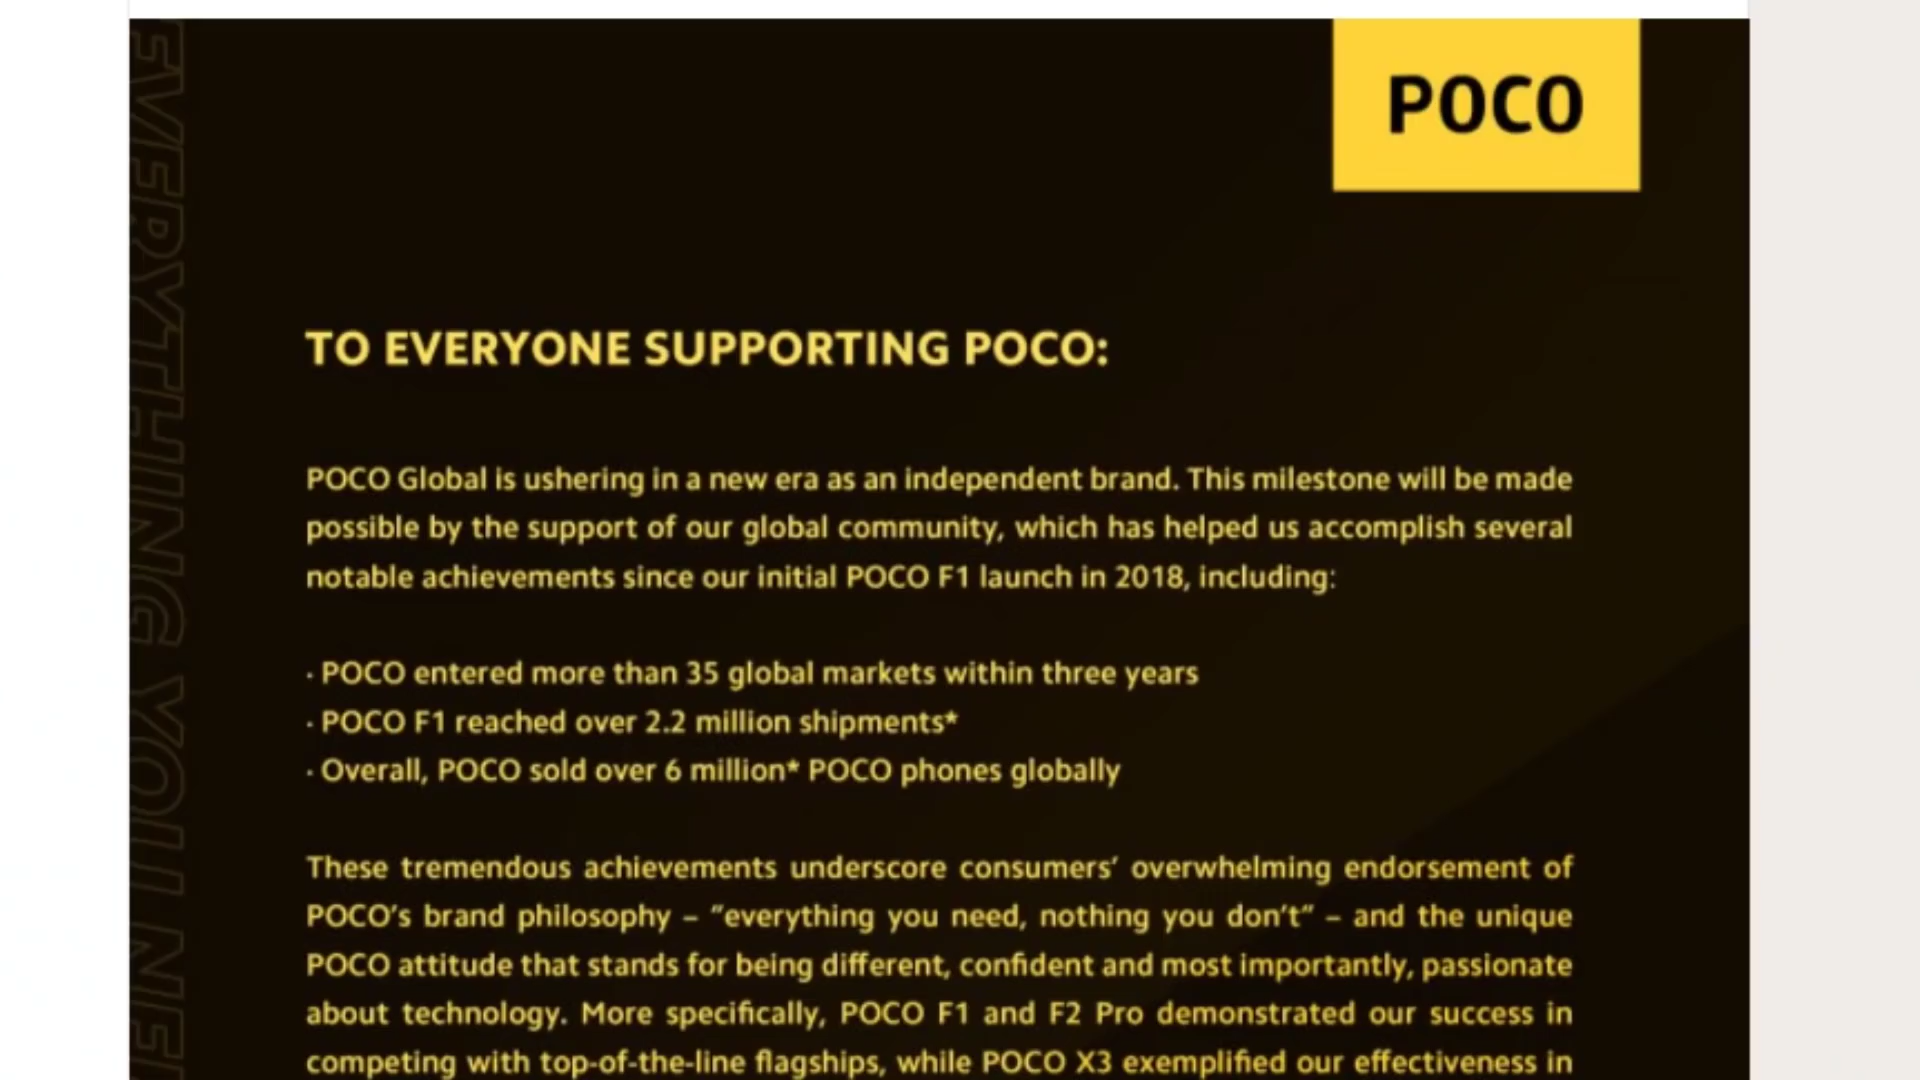 POCO
TO EVERYONE SUPPORTING POCO:
POCO Global is ushering in a new era as an independent brand. This milestone will be made
possible by the support of our global community, which has helped us accomplish several
notable achievements since our initial POCO F1 launch in 2018, including:
· POCO entered more than 35 global markets within three years
· POCO F1 reached over 2.2 million shipments*
· Overall, POCO sold over 6 million* POCO phones globally
These tremendous achievements underscore consumers’ overwhelming endorsement of
POCO’s brand philosophy – “everything you need, nothing you don’t” – and the unique
POCO attitude that stands for being different, confident and most importantly, passionate
about technology. More specifically, POCO F1 and F2 Pro demonstrated our success in
competing with top-of-the-line flagships, while POCO X3 exemplified our effectiveness in
EVERYTHING YOU NEE